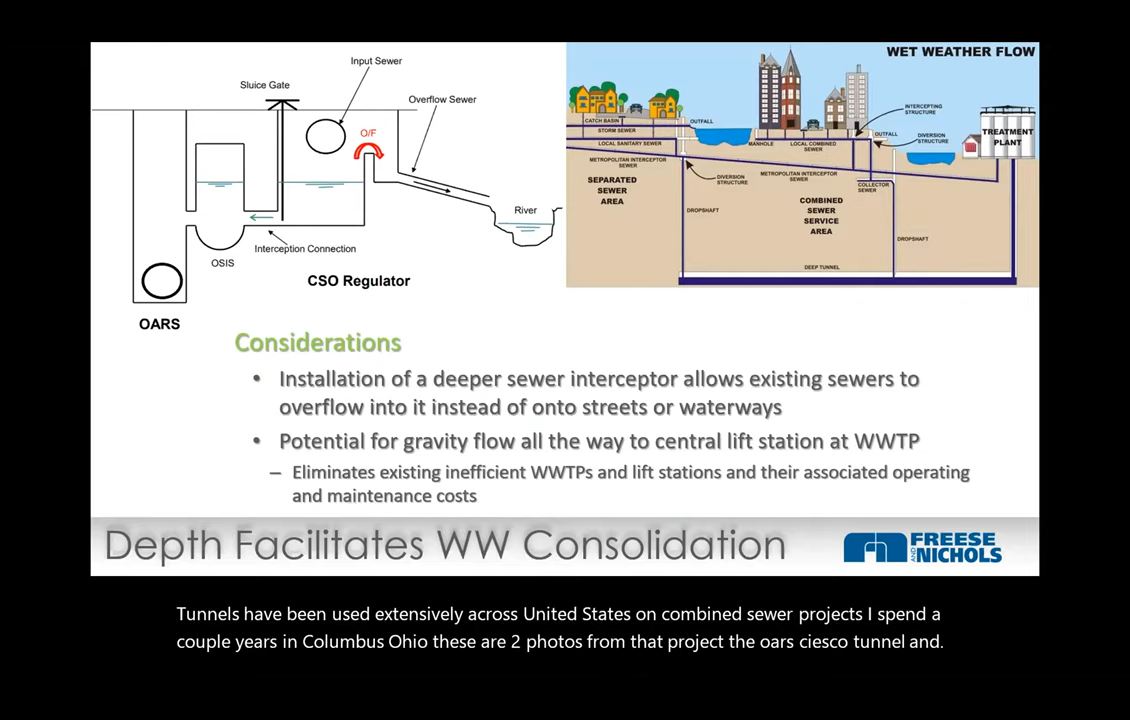 Input Sewer
Sluice Gate
Overflow Sewer
O/F
River
Interception Connection
OSIS
CSO Regulator
OARS
WET WEATHER FLOW
INTERCEPTING
STRUCTURE
CATCH BASIN
OUTFALL
STORM SEWER
OUTFALL
DIVERSION
STRUCTURE
TREATMENT
PLANT
LOCAL SANITARY SEWER
MANHOLE
LOCAL COMBINED
SEWER
METROPOLITAN INTERCEPTOR
SEWER
METROPOLITAN INTERCEPTOR
SEWER
SEPARATED
SEWER
AREA
DIVERSION
STRUCTURE
COLLECTOR
SEWER
COMBINED
SEWER
SERVICE
AREA
DROPSHAFT
DROPSHAFT
DEEP TUNNEL
Considerations
• Installation of a deeper sewer interceptor allows existing sewers to
overflow into it instead of onto streets or waterways
• Potential for gravity flow all the way to central lift station at WWTP
– Eliminates existing inefficient WWTPs and lift stations and their associated operating
and maintenance costs
Depth Facilitates WW Consolidation
FREESE
AND NICHOLS
Tunnels have been used extensively across United States on combined sewer projects I spend a
couple years in Columbus Ohio these are 2 photos from that project the oars ciesco tunnel and.